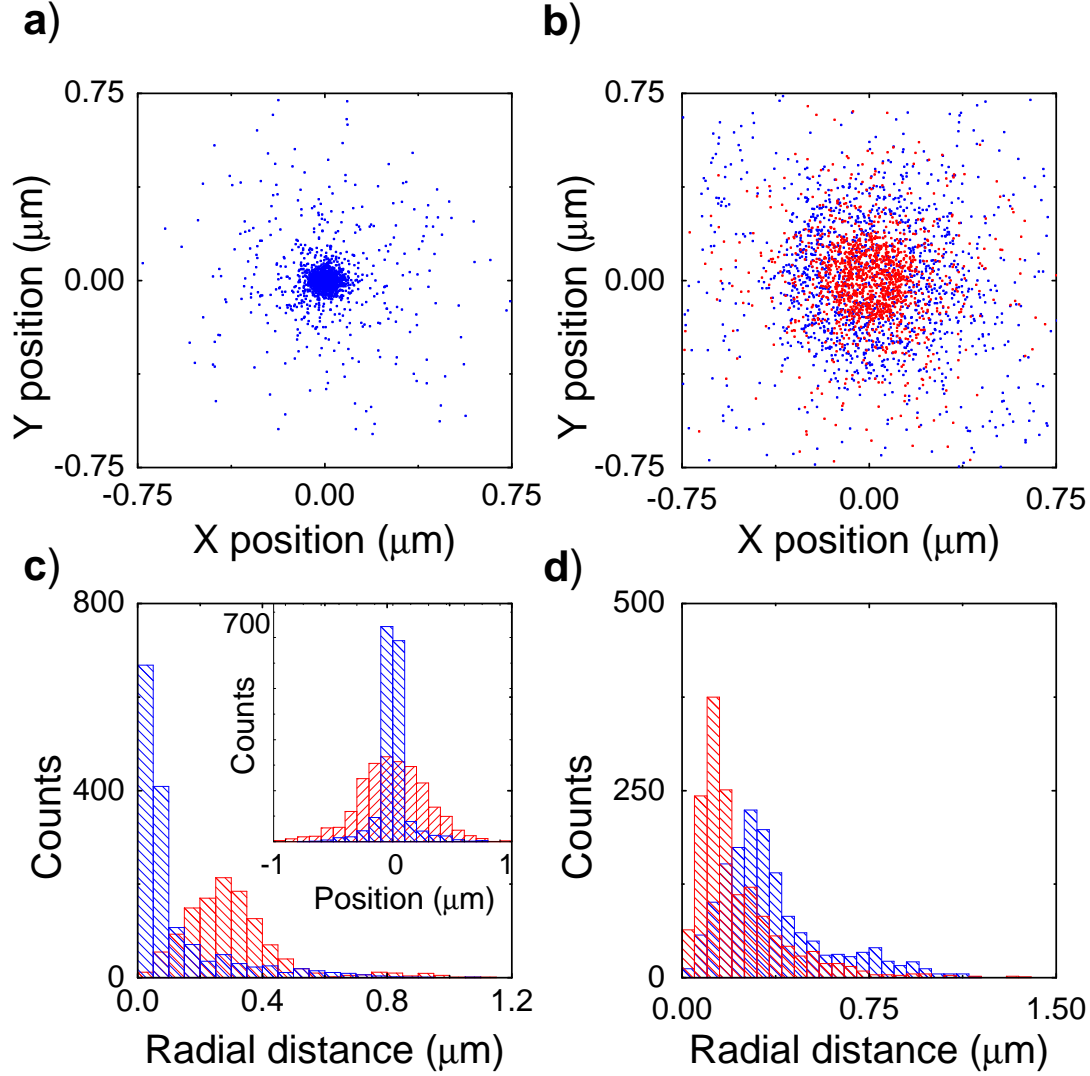 a)
b)
0.75
0.00
-0.75
Y position (μm)
-0.75
0.00
0.75
X position (μm)
0.75
0.00
-0.75
Y position (μm)
-0.75
0.00
0.75
X position (μm)
c)
d)
800
400
0
Counts
0.0
0.4
0.8
1.2
Radial distance (μm)
700
Counts
-1
0
1
Position (μm)
500
250
0
Counts
0.00
0.75
1.50
Radial distance (μm)